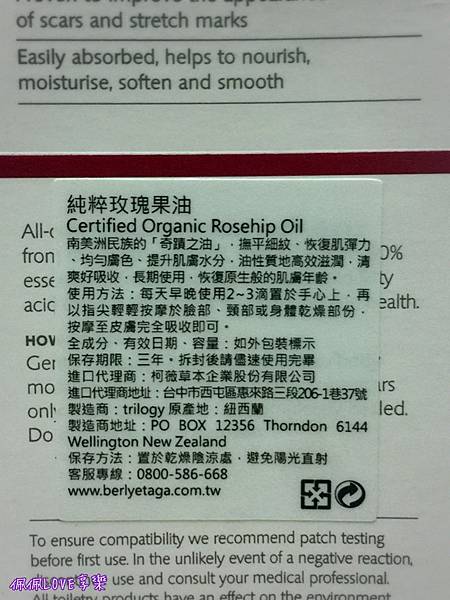 of scars and stretch marks
Easily absorbed, helps to nourish,
moisturise, soften and smooth
純粹玫瑰果油
Certified Organic Rosehip Oil
南美洲民族的「奇蹟之油」，撫平細紋、恢復肌彈力
、均勻膚色、提升肌膚水分，油性質地高效滋潤，清
爽好吸收，長期使用，恢復原生般的肌膚年齡。
使用方法：每天早晚使用2~3滴置於手心上，再
以指尖輕輕按摩於臉部、頸部或身體乾燥部份，
按摩至皮膚完全吸收即可。
全成分、有效日期、容量：如外包裝標示
保存期限：三年。拆封後請儘速使用完畢
進口代理商：柯薇草本企業股份有限公司
進口代理商地址：台中市西屯區惠來路三段206-1巷37號
製造商：trilogy 原產地：紐西蘭
製造商地址：PO BOX 12356 Thorndon 6144
Wellington New Zealand
保存方法：置於乾燥陰涼處，避免陽光直射
客服專線：0800-586-668
www.berlyetaga.com.tw
To ensure compatibility we recommend patch testing
before first use. In the unlikely event of a negative reaction,
use and consult your medical professional.
All toiletry products have an effect on the environment
佩佩LOVE享樂